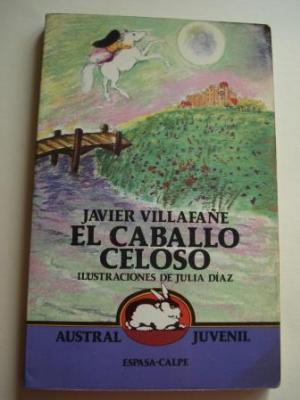 JAVIER VILLAFAÑE
EL CABALLO
CELOSO
ILUSTRACIONES DE JULIA DÍAZ
AUSTRAL JUVENIL
ESPASA-CALPE